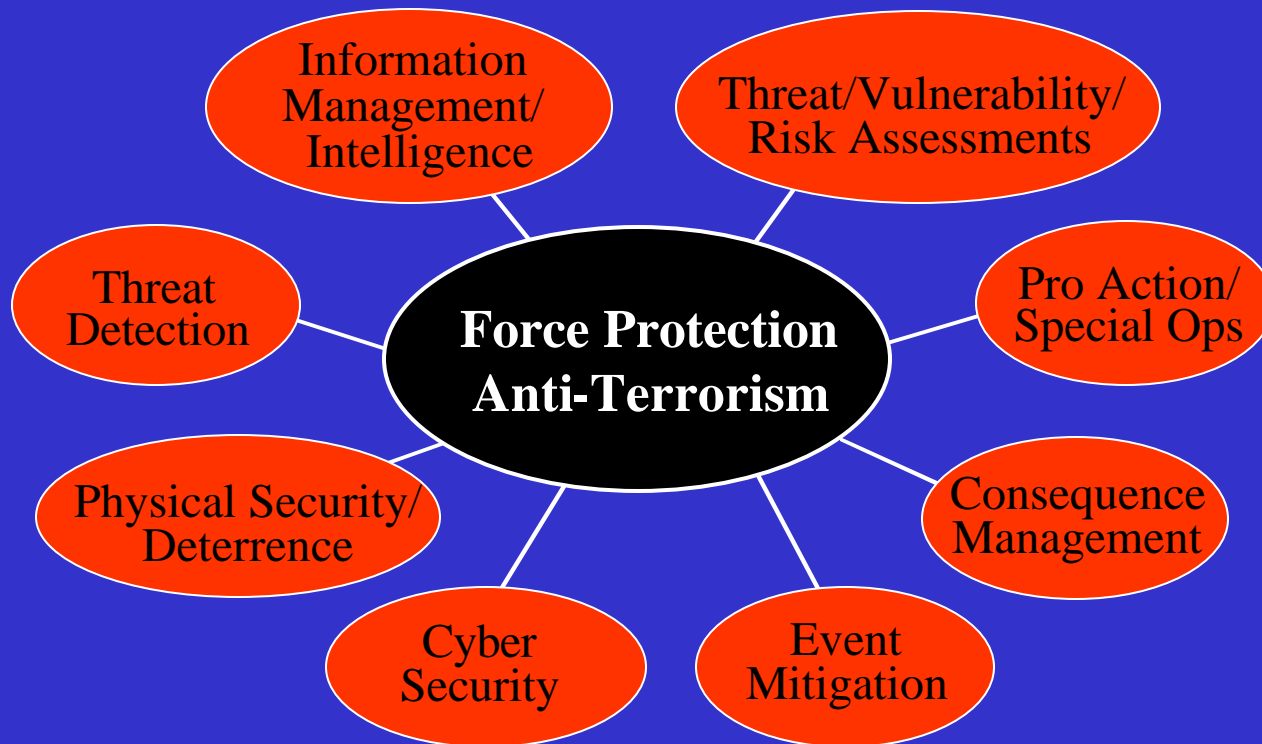 Information
Management/
Intelligence
Threat/Vulnerability/
Risk Assessments
Threat
Detection
Force Protection
Anti-Terrorism
Pro Action/
Special Ops
Physical Security/
Deterrence
Consequence
Management
Cyber
Security
Event
Mitigation